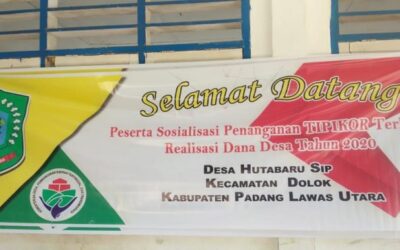 Selamat Datang
Peserta Sosialisasi Penanganan TIPIKOR Ter
Realisasi Dana Desa Tahun 2020
Desa Hutabaru Sip
Kecamatan Dolok
Kabupaten Padang Lawas Utara